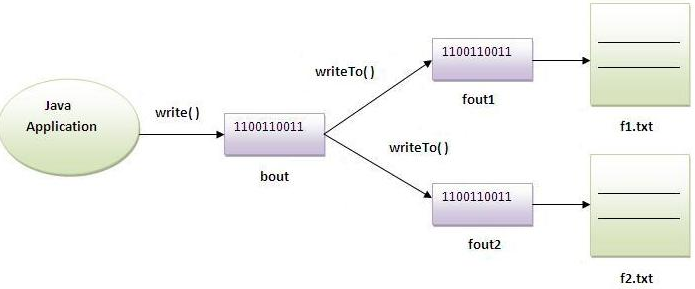 Java
Application
write( )
1100110011
bout
writeTo( )
writeTo( )
1100110011
fout1
1100110011
fout2
f1.txt
f2.txt